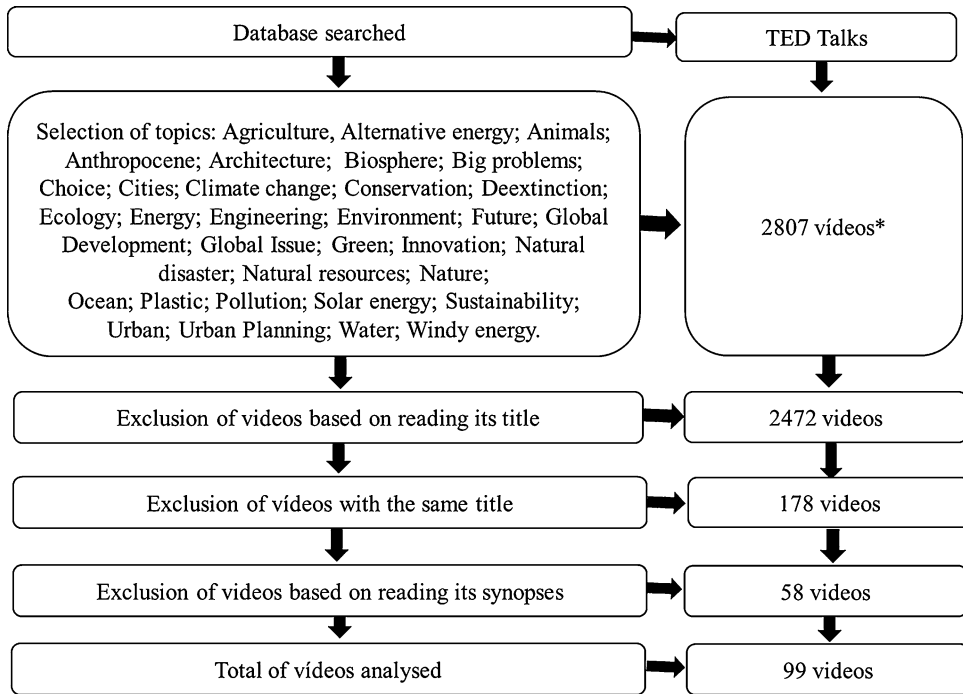 Database searched
TED Talks
Selection of topics: Agriculture, Alternative energy; Animals;
Anthropocene; Architecture; Biosphere; Big problems;
Choice; Cities; Climate change; Conservation; Deextinction;
Ecology; Energy; Engineering; Environment; Future; Global
Development; Global Issue; Green; Innovation; Natural
disaster; Natural resources; Nature;
Ocean; Plastic; Pollution; Solar energy; Sustainability;
Urban; Urban Planning; Water; Windy energy.
2807 vídeos*
Exclusion of videos based on reading its title
2472 videos
Exclusion of vídeos with the same title
178 videos
Exclusion of videos based on reading its synopses
58 videos
Total of vídeos analysed
99 videos